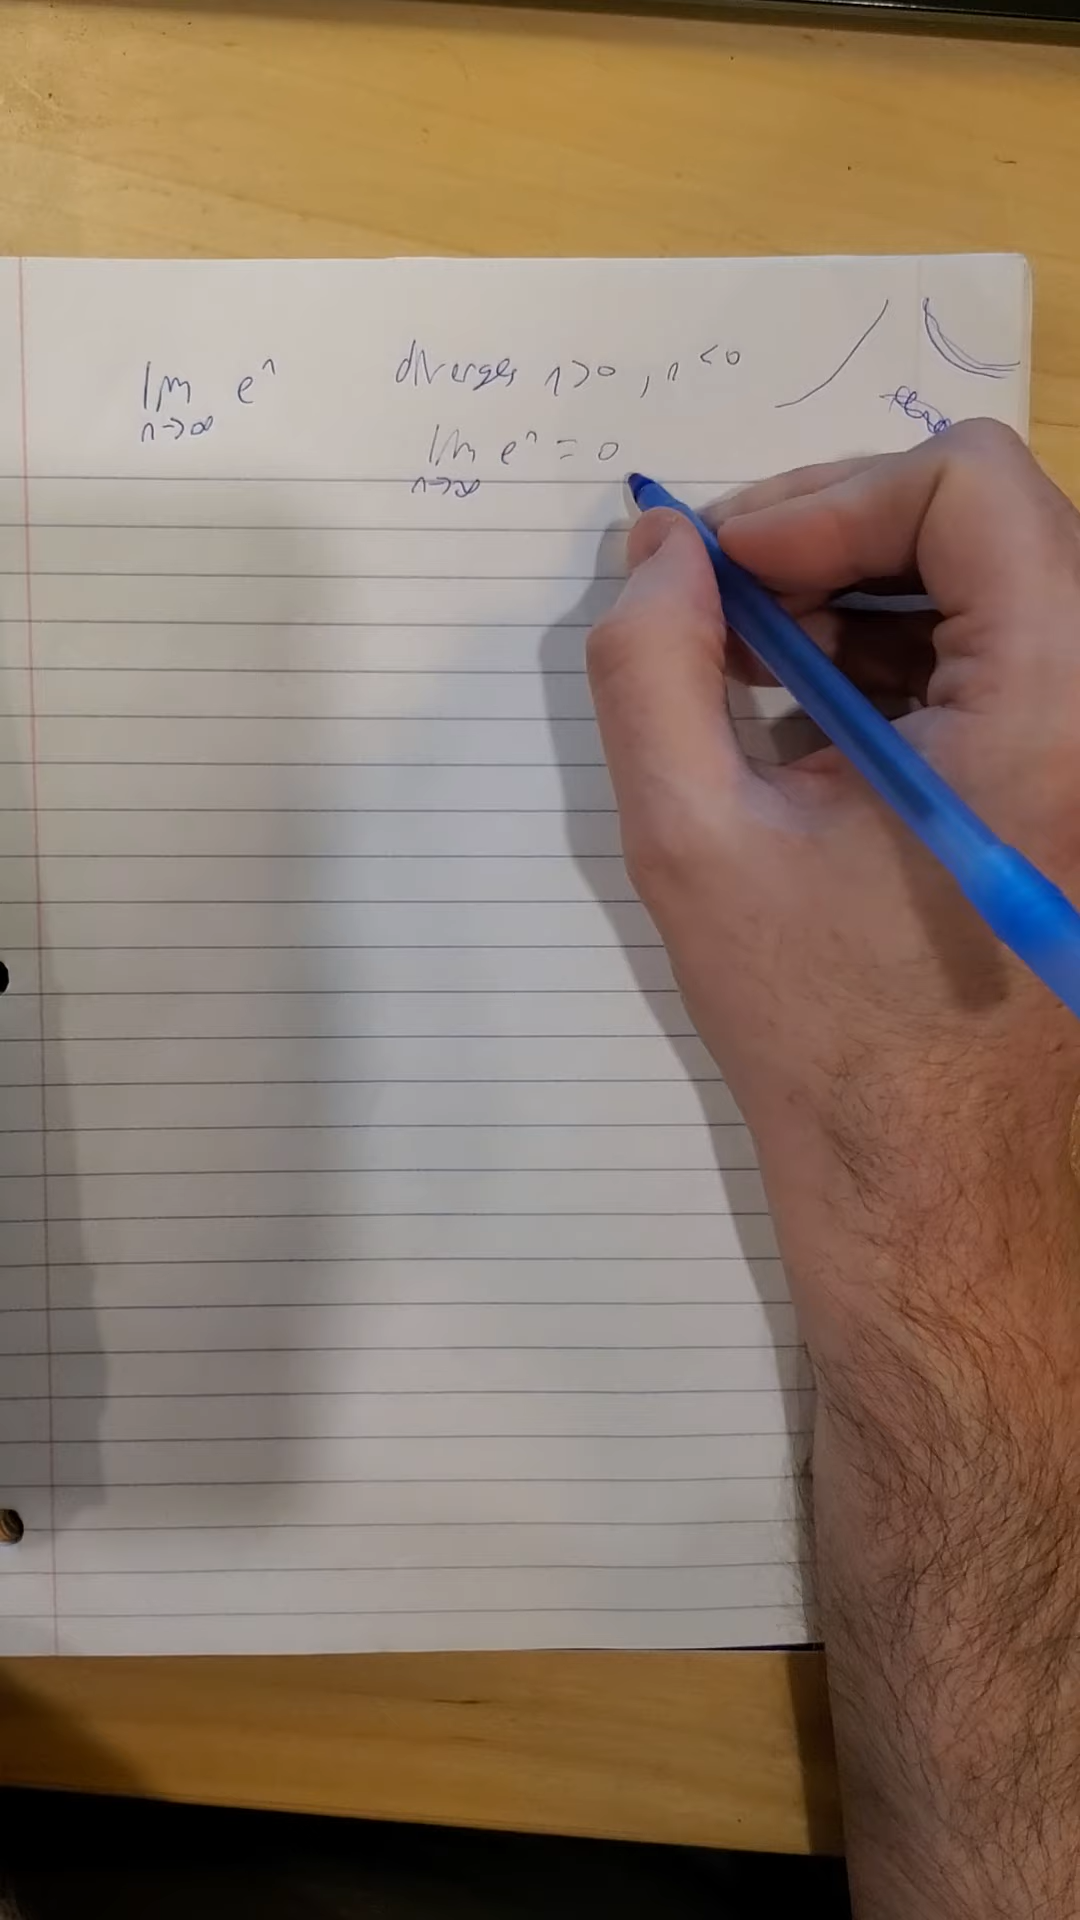 lim e^n diverges n>0, n<0
n→∞
lim e^n = 0
n→∞